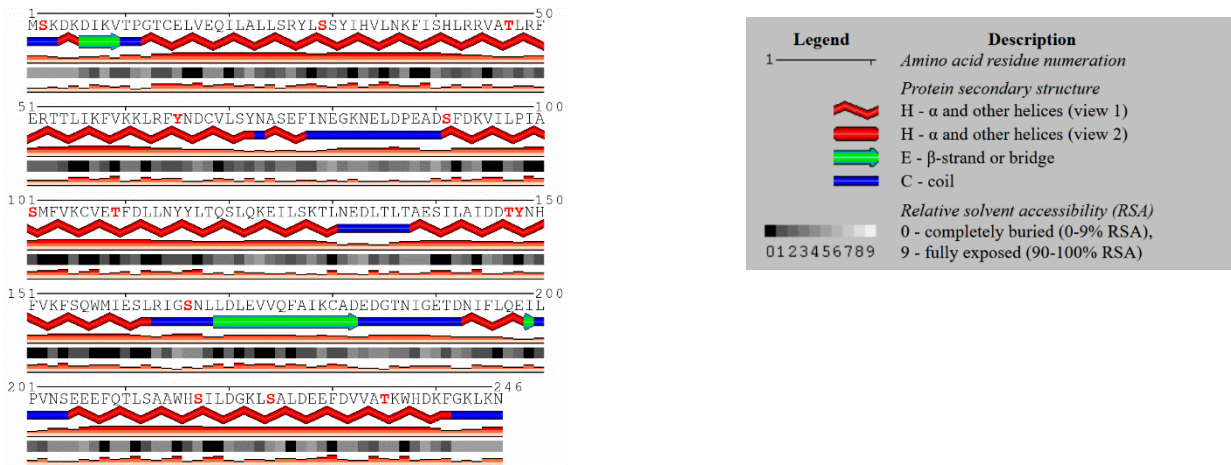 1 50
MSKDKDIKVTPGTCELVEQILALLSRYLSSYIHVLNKFISHLRRVATLRF
51 100
ERTTLIKFVKKLRFYNDCVLSYNASEFINEGKNELDPEADSFDKVILPIA
101 150
SMFVKCVETFDLLNYYLTQSLQKEILSKTLNEDLTLTAESILAIDDTYNH
151 200
FVKFSQWMIESLRIGSNLLDLEVVQFAIKCADEDGTNIGETDNIFLQEIL
201 246
PVNSEEEFQTLSAAWHSILDGKLSALDEEFDVVATKWHDKFGKLKN
Legend Description
1 Amino acid residue numeration
Protein secondary structure
H - α and other helices (view 1)
H - α and other helices (view 2)
E - β-strand or bridge
C - coil
Relative solvent accessibility (RSA)
0 - completely buried (0-9% RSA),
0123456789 9 - fully exposed (90-100% RSA)